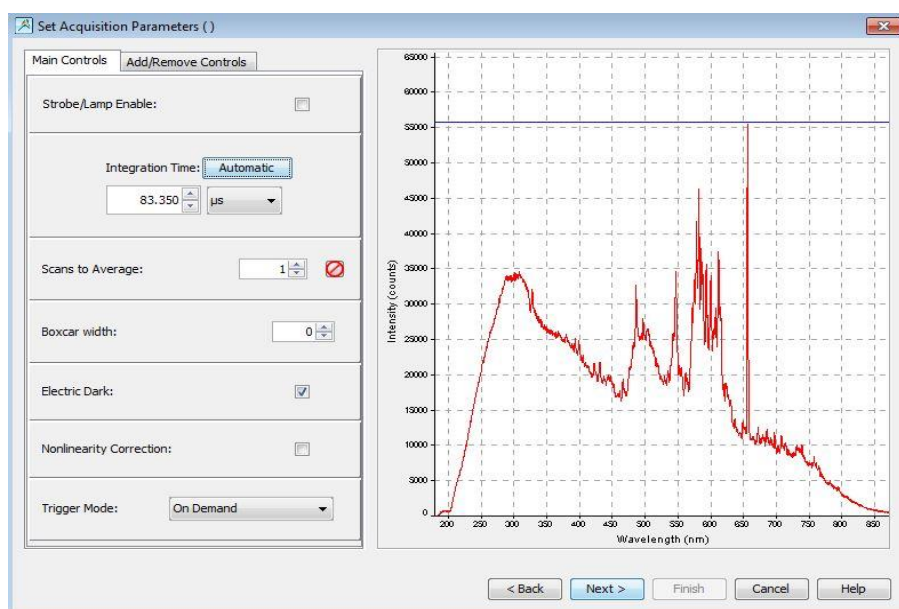 Set Acquisition Parameters ( )
Main Controls
Add/Remove Controls
Strobe/Lamp Enable:
Integration Time:
Automatic
83.350
µs
Scans to Average:
1
Boxcar width:
0
Electric Dark:
Nonlinearity Correction:
Trigger Mode:
On Demand
65000
60000
55000
50000
45000
40000
35000
30000
25000
20000
15000
10000
5000
0
Intensity (counts)
200 250 300 350 400 450 500 550 600 650 700 750 800 850
Wavelength (nm)
< Back
Next >
Finish
Cancel
Help